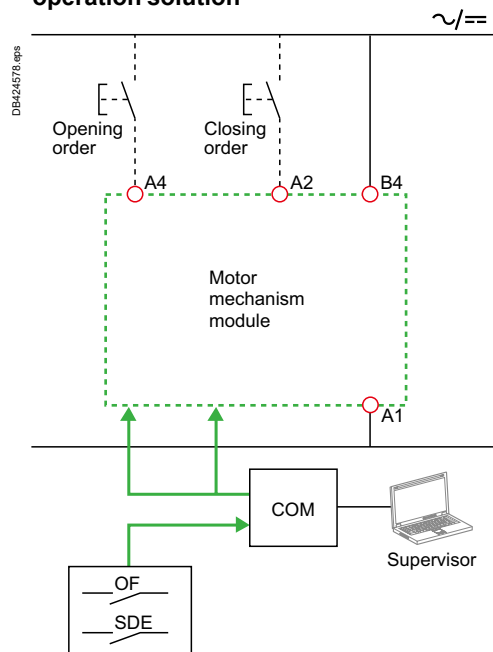 operation solution
DB424578.eps
Opening
order
Closing
order
A4
A2
B4
Motor
mechanism
module
A1
COM
Supervisor
OF
SDE